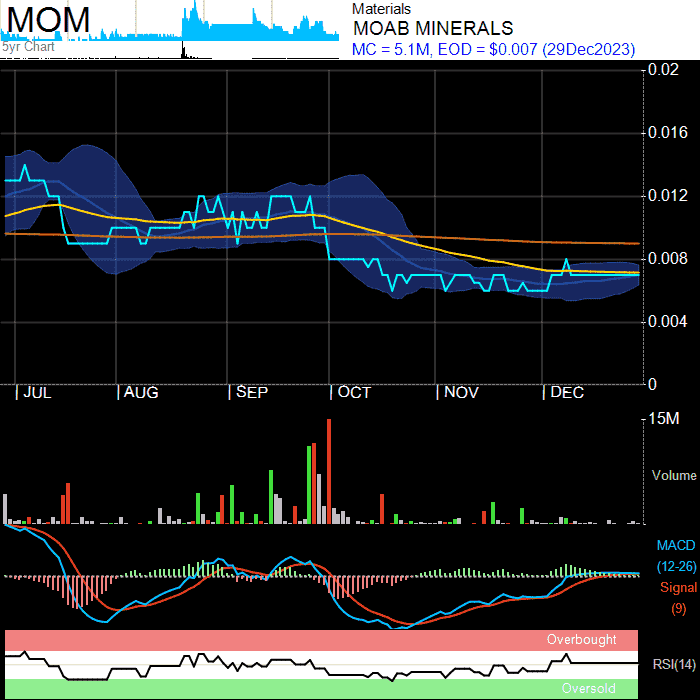 MOM
5yr Chart
Materials
MOAB MINERALS
MC = 5.1M, EOD = $0.007 (29Dec2023)
0.02
0.016
0.012
0.008
0.004
0
JUL AUG SEP OCT NOV DEC
15M
Volume
MACD
(12-26)
Signal
(9)
Overbought
RSI(14)
Oversold